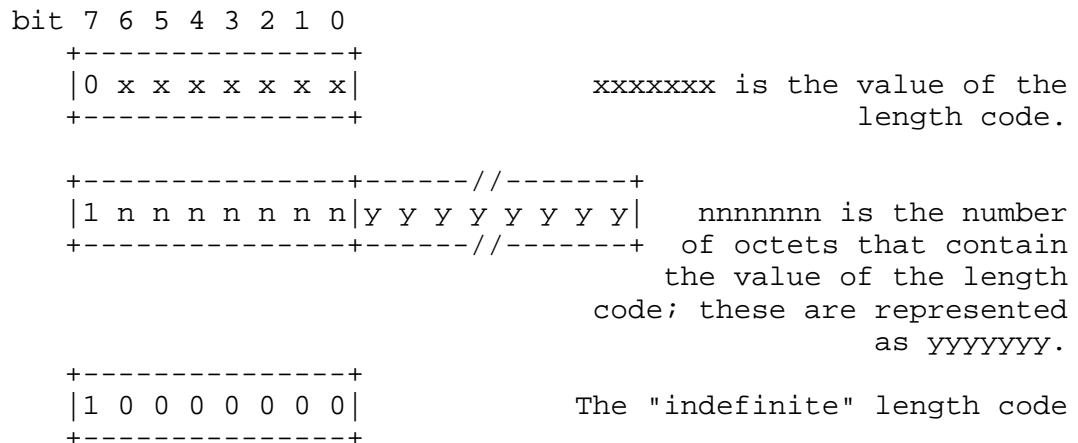 bit 7 6 5 4 3 2 1 0
   +---------------+
   |0 x x x x x x x|             xxxxxxx is the value of the
   +---------------+                            length code.

   +---------------+------//-------+
   |1 n n n n n n n|y y y y y y y y|   nnnnnnn is the number
   +---------------+------//-------+  of octets that contain
                                     the value of the length
                                 code; these are represented
                                                 as yyyyyyy.
   +---------------+
   |1 0 0 0 0 0 0 0|            The "indefinite" length code
   +---------------+